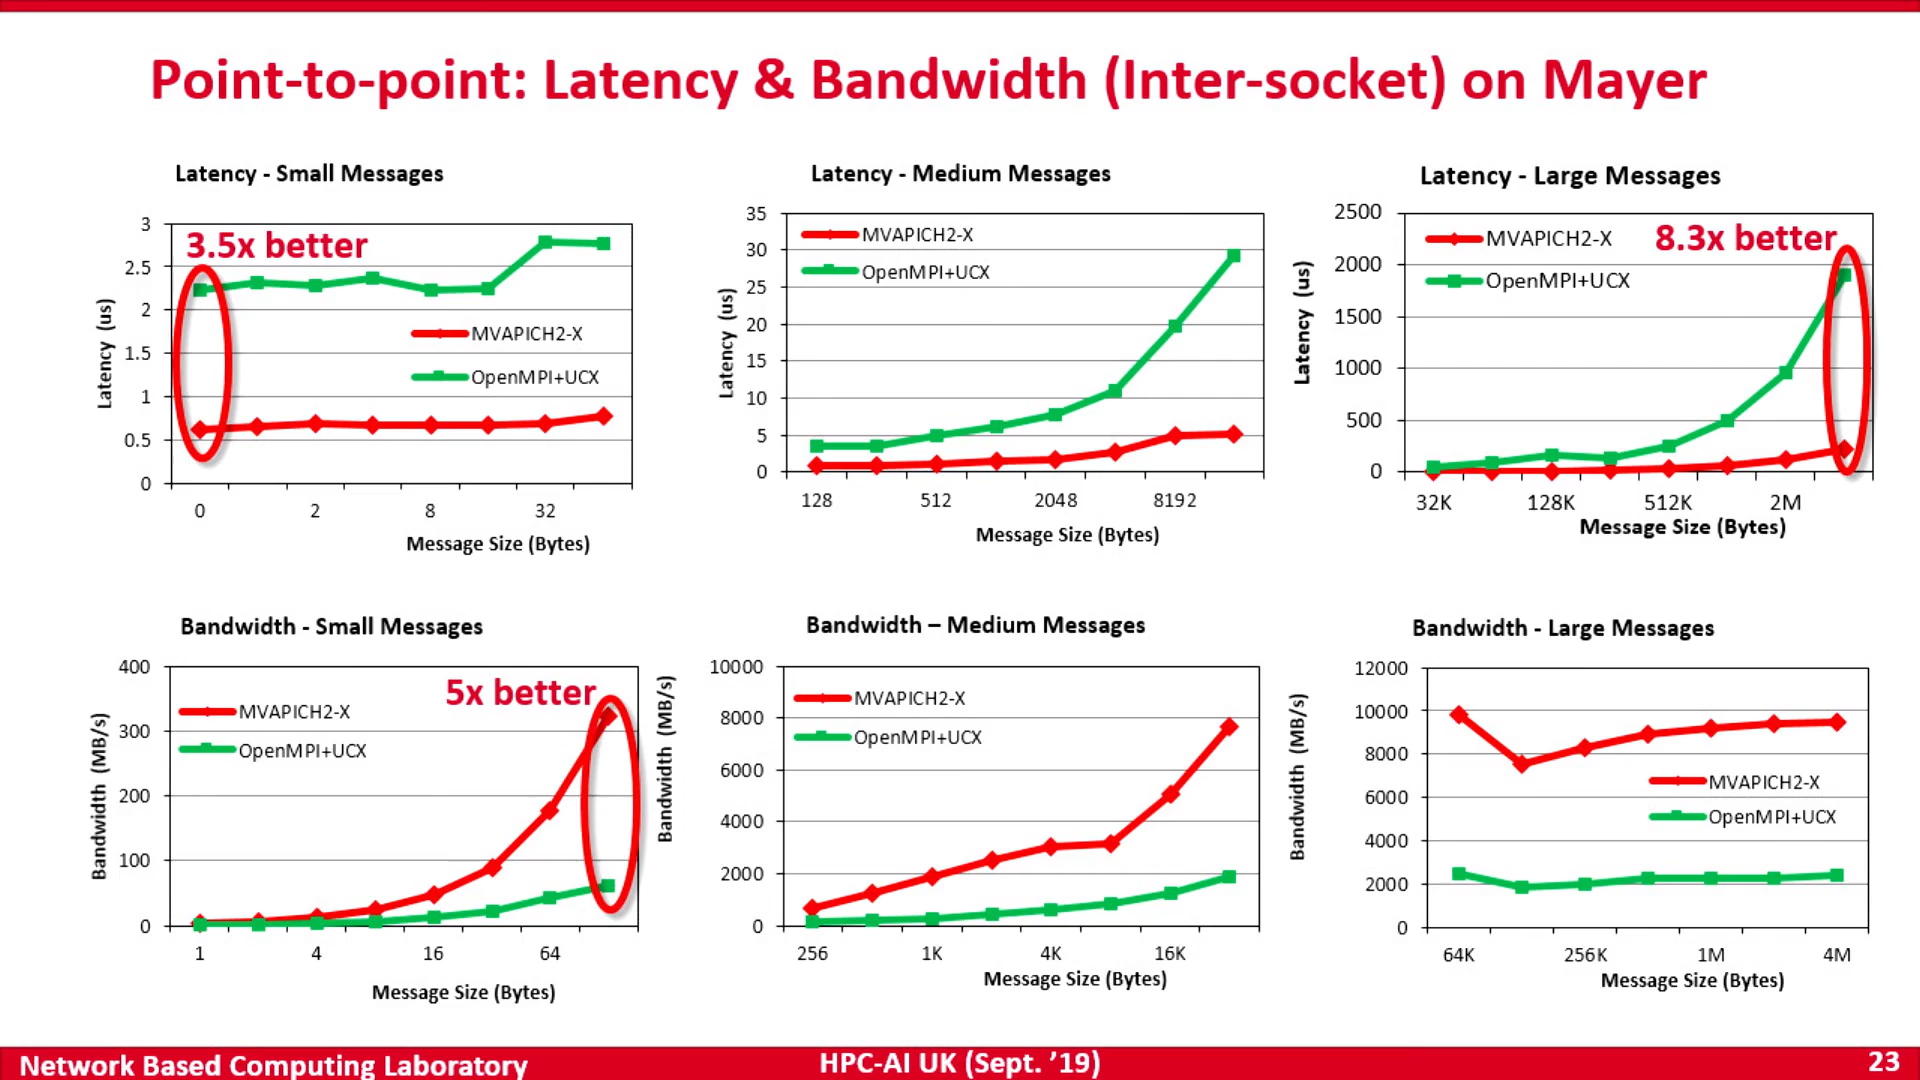 Point-to-point: Latency & Bandwidth (Inter-socket) on Mayer
Latency - Small Messages
3
2.5
2
1.5
1
0.5
0
Latency (us)
3.5x better
MVAPICH2-X
OpenMPI+UCX
0 2 8 32
Message Size (Bytes)
Latency - Medium Messages
35
30
25
20
15
10
5
0
Latency (us)
MVAPICH2-X
OpenMPI+UCX
128 512 2048 8192
Message Size (Bytes)
Latency - Large Messages
2500
2000
1500
1000
500
0
Latency (us)
MVAPICH2-X
8.3x better
OpenMPI+UCX
32K 128K 512K 2M
Message Size (Bytes)
Bandwidth - Small Messages
400
300
200
100
0
Bandwidth (MB/s)
5x better
MVAPICH2-X
OpenMPI+UCX
1 4 16 64
Message Size (Bytes)
Bandwidth – Medium Messages
10000
8000
6000
4000
2000
0
Bandwidth (MB/s)
MVAPICH2-X
OpenMPI+UCX
256 1K 4K 16K
Message Size (Bytes)
Bandwidth - Large Messages
12000
10000
8000
6000
4000
2000
0
Bandwidth (MB/s)
MVAPICH2-X
OpenMPI+UCX
64K 256K 1M 4M
Message Size (Bytes)
Network Based Computing Laboratory
HPC-AI UK (Sept. ’19)
23